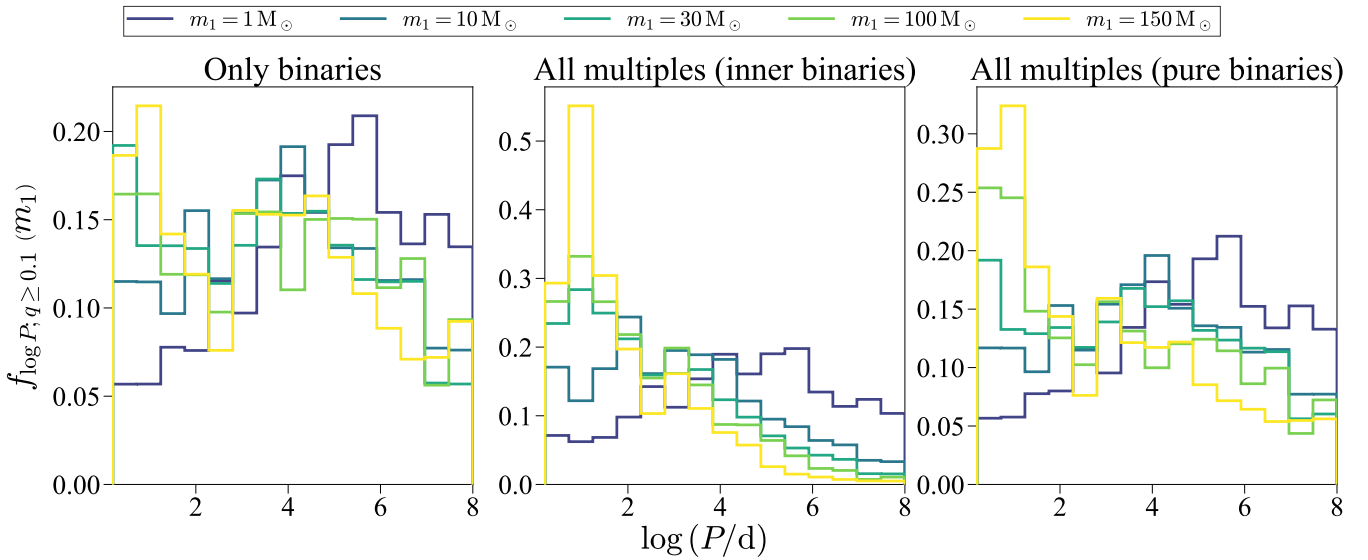 m₁ = 1 M⊙ m₁ = 10 M⊙ m₁ = 30 M⊙ m₁ = 100 M⊙ m₁ = 150 M⊙
Only binaries
All multiples (inner binaries)
All multiples (pure binaries)
f log P; q ≥ 0.1 (m₁)
0.20
0.15
0.10
0.05
0.00
2 4 6 8
0.5
0.4
0.3
0.2
0.1
0.0
2 4 6 8
0.30
0.25
0.20
0.15
0.10
0.05
0.00
2 4 6 8
log (P/d)